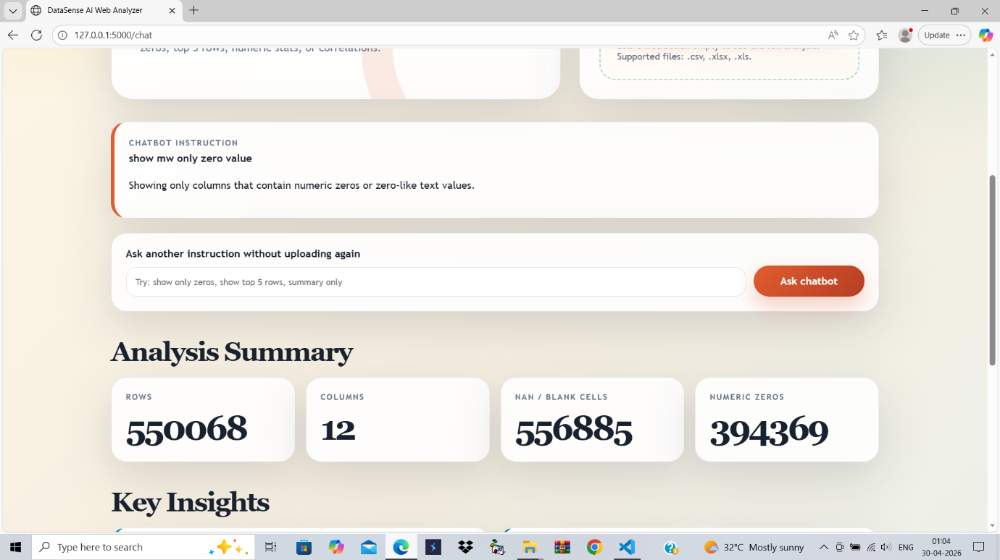 DataSense AI Web Analyzer
127.0.0.1:5000/chat
Update
zeros, top 5 rows, numeric stats, or correlations.
Supported files: .csv, .xlsx, .xls.
CHATBOT INSTRUCTION
show mw only zero value
Showing only columns that contain numeric zeros or zero-like text values.
Ask another instruction without uploading again
Try: show only zeros, show top 5 rows, summary only
Ask chatbot
Analysis Summary
ROWS
550068
COLUMNS
12
NAN / BLANK CELLS
556885
NUMERIC ZEROS
394369
Key Insights
Type here to search
32°C Mostly sunny
ENG
01:04
30-04-2026